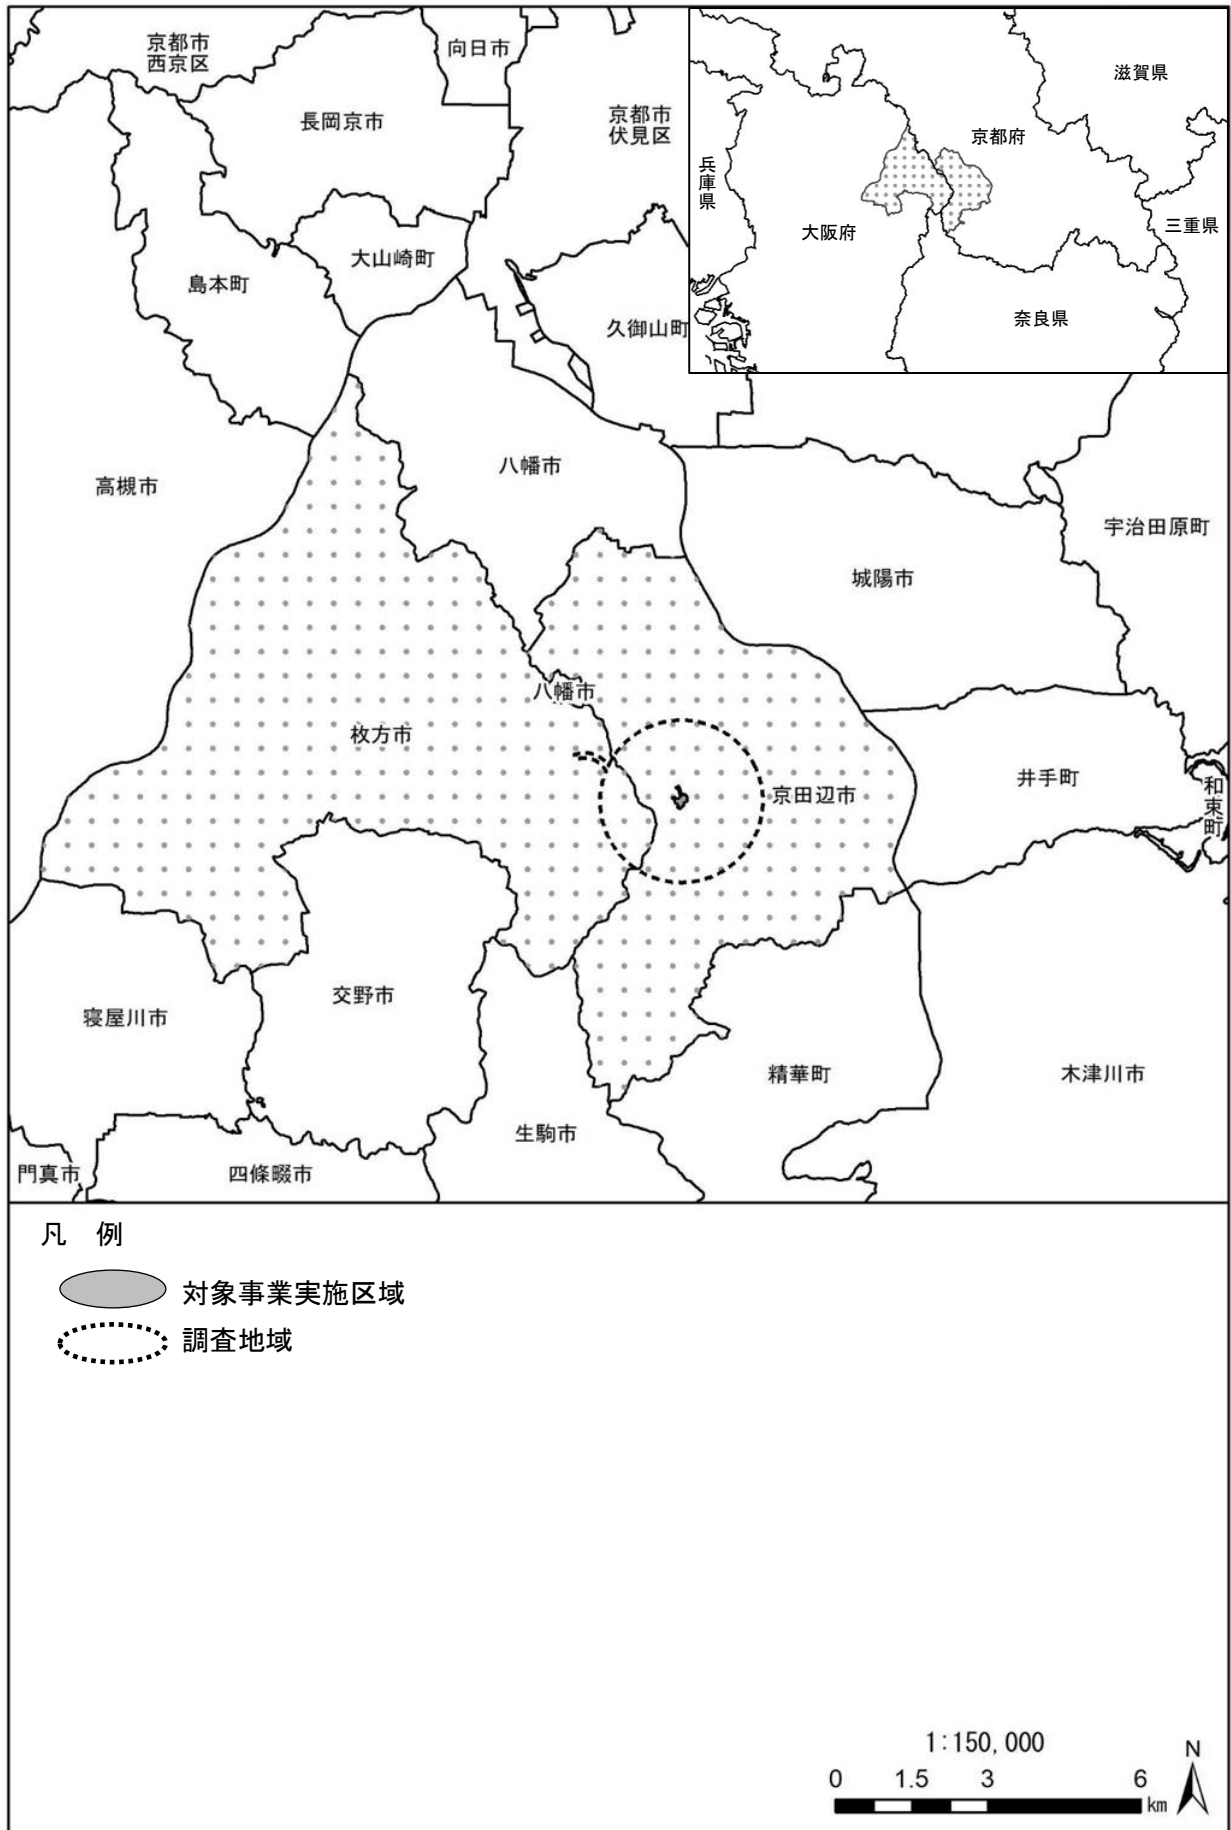 京都市
西京区
向日市
長岡京市
京都市
伏見区
大山崎町
島本町
久御山町
滋賀県
京都府
兵庫県
大阪府
三重県
奈良県
高槻市
八幡市
宇治田原町
城陽市
八幡市
枚方市
京田辺市
井手町
和束町
寝屋川市
交野市
精華町
木津川市
生駒市
門真市
四條畷市
凡 例
対象事業実施区域
調査地域
1:150,000
N
0 1.5 3 6
km